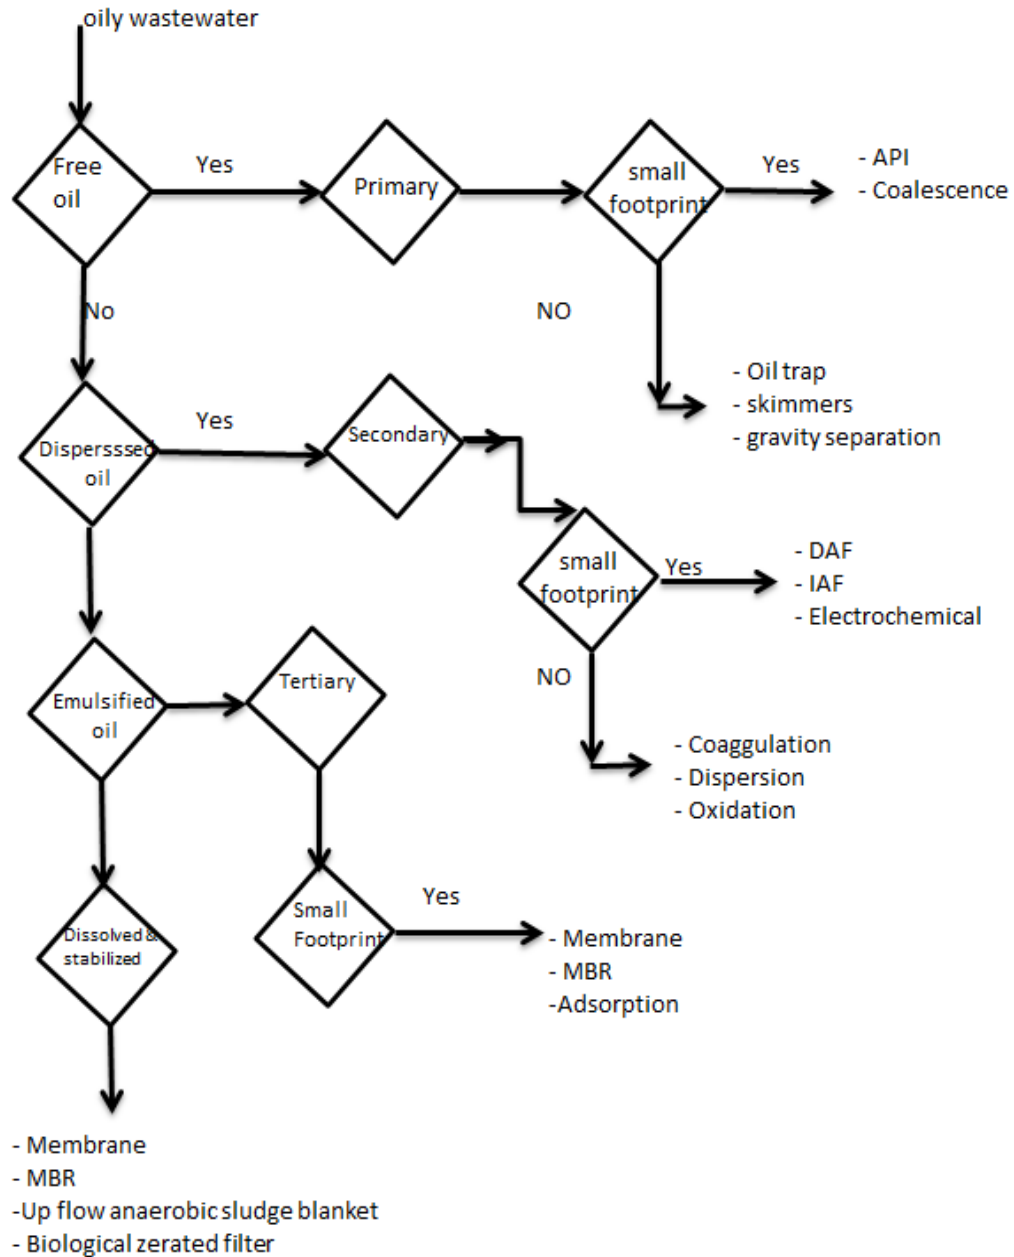 oily wastewater
Free
oil
Yes
Primary
small
footprint
Yes
- API
- Coalescence
No
NO
- Oil trap
- skimmers
- gravity separation
Dispersssed
oil
Yes
Secondary
small
footprint
Yes
- DAF
- IAF
- Electrochemical
NO
- Coaggulation
- Dispersion
- Oxidation
Emulsified
oil
Tertiary
Small
Footprint
Yes
- Membrane
- MBR
-Adsorption
Dissolved&
stabilized
- Membrane
- MBR
-Up flow anaerobic sludge blanket
- Biological zerated filter